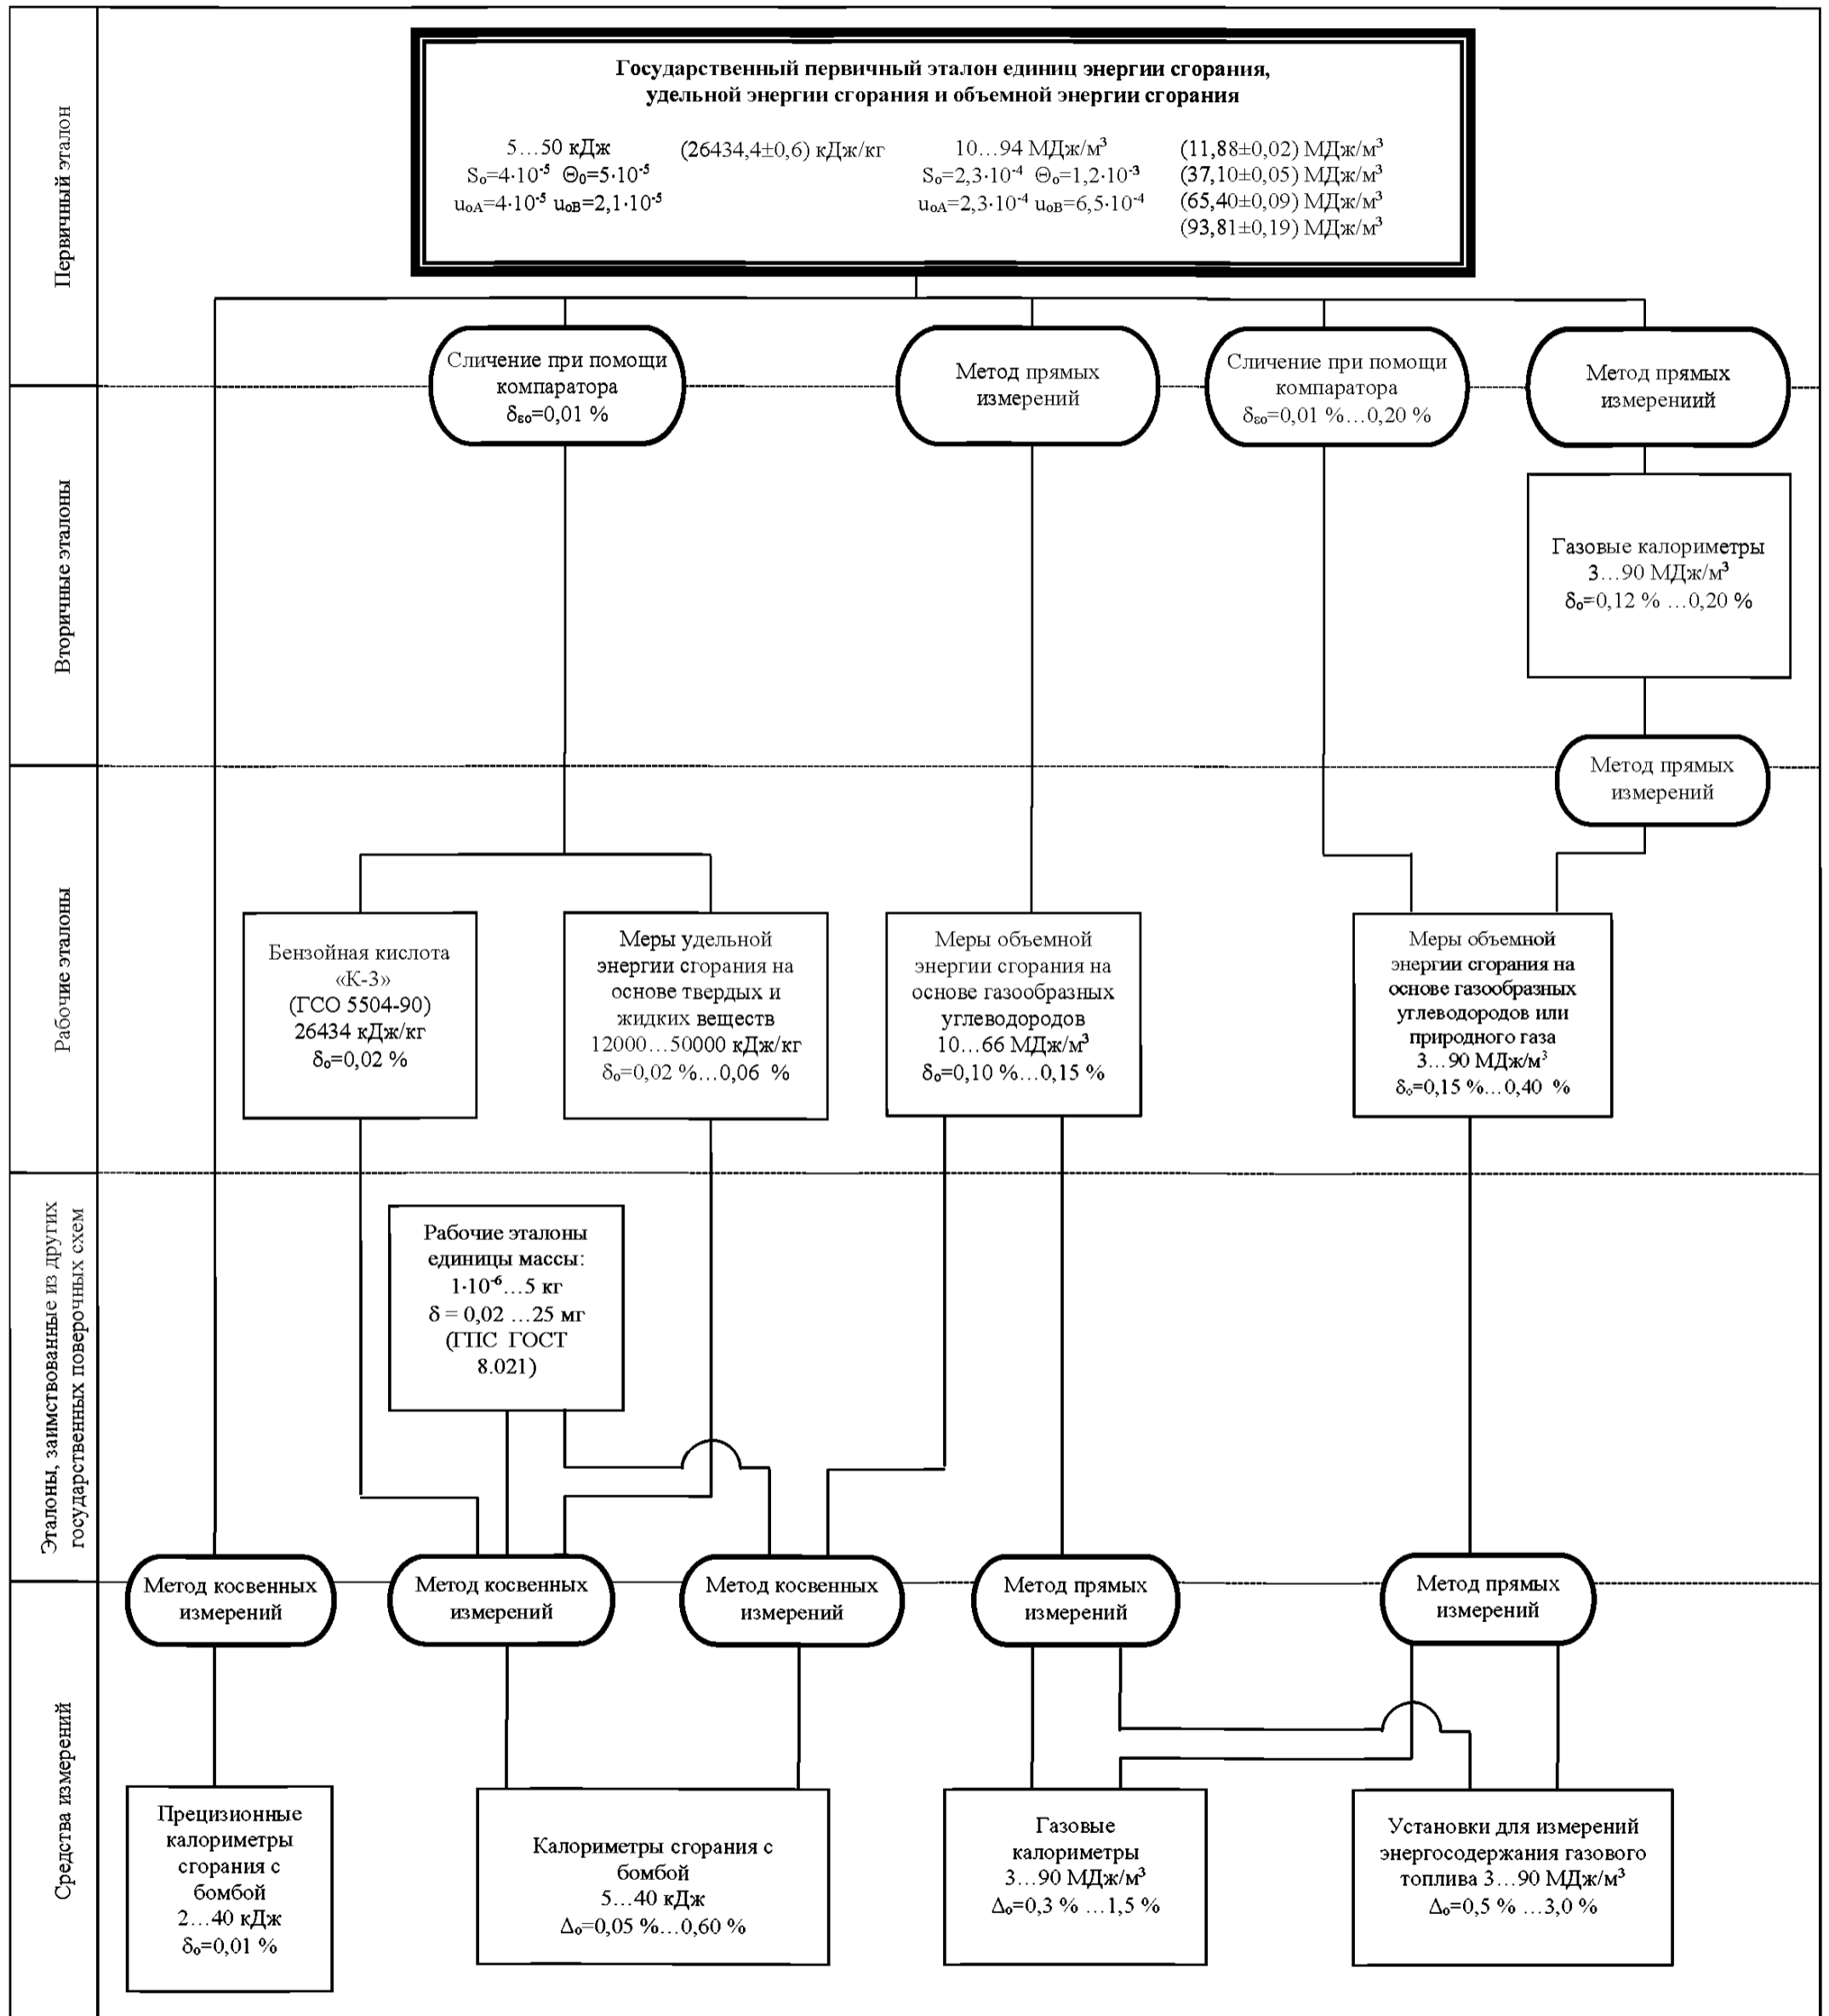 Первичный эталон
Государственный первичный эталон единиц энергии сгорания,
удельной энергии сгорания и объемной энергии сгорания
5…50 кДж
S₀=4·10⁻⁵ Θ₀=5·10⁻⁵
u₀A=4·10⁻⁵ u₀B=2,1·10⁻⁵
(26434,4±0,6) кДж/кг
10…94 МДж/м³
S₀=2,3·10⁻⁴ Θ₀=1,2·10⁻³
u₀A=2,3·10⁻⁴ u₀B=6,5·10⁻⁴
(11,88±0,02) МДж/м³
(37,10±0,05) МДж/м³
(65,40±0,09) МДж/м³
(93,81±0,19) МДж/м³
Сличение при помощи
компаратора
δε₀=0,01 %
Метод прямых
измерений
Сличение при помощи
компаратора
δε₀=0,01 %…0,20 %
Метод прямых
измерениий
Вторичные эталоны
Газовые калориметры
3…90 МДж/м³
δ₀=0,12 % …0,20 %
Метод прямых
измерений
Рабочие эталоны
Бензойная кислота
«К-3»
(ГСО 5504-90)
26434 кДж/кг
δ₀=0,02 %
Меры удельной
энергии сгорания на
основе твердых и
жидких веществ
12000…50000 кДж/кг
δ₀=0,02 %…0,06 %
Меры объемной
энергии сгорания на
основе газообразных
углеводородов
10…66 МДж/м³
δ₀=0,10 %…0,15 %
Меры объемной
энергии сгорания на
основе газообразных
углеводородов или
природного газа
3…90 МДж/м³
δ₀=0,15 %…0,40 %
Эталоны, заимствованные из других
государственных поверочных схем
Рабочие эталоны
единицы массы:
1·10⁻⁶…5 кг
δ = 0,02 …25 мг
(ГПС ГОСТ
8.021)
Метод косвенных
измерений
Метод косвенных
измерений
Метод косвенных
измерений
Метод прямых
измерений
Метод прямых
измерений
Средства измерений
Прецизионные
калориметры
сгорания с
бомбой
2…40 кДж
δ₀=0,01 %
Калориметры сгорания с
бомбой
5…40 кДж
Δ₀=0,05 %…0,60 %
Газовые
калориметры
3…90 МДж/м³
Δ₀=0,3 % …1,5 %
Установки для измерений
энергосодержания газового
топлива 3…90 МДж/м³
Δ₀=0,5 % …3,0 %